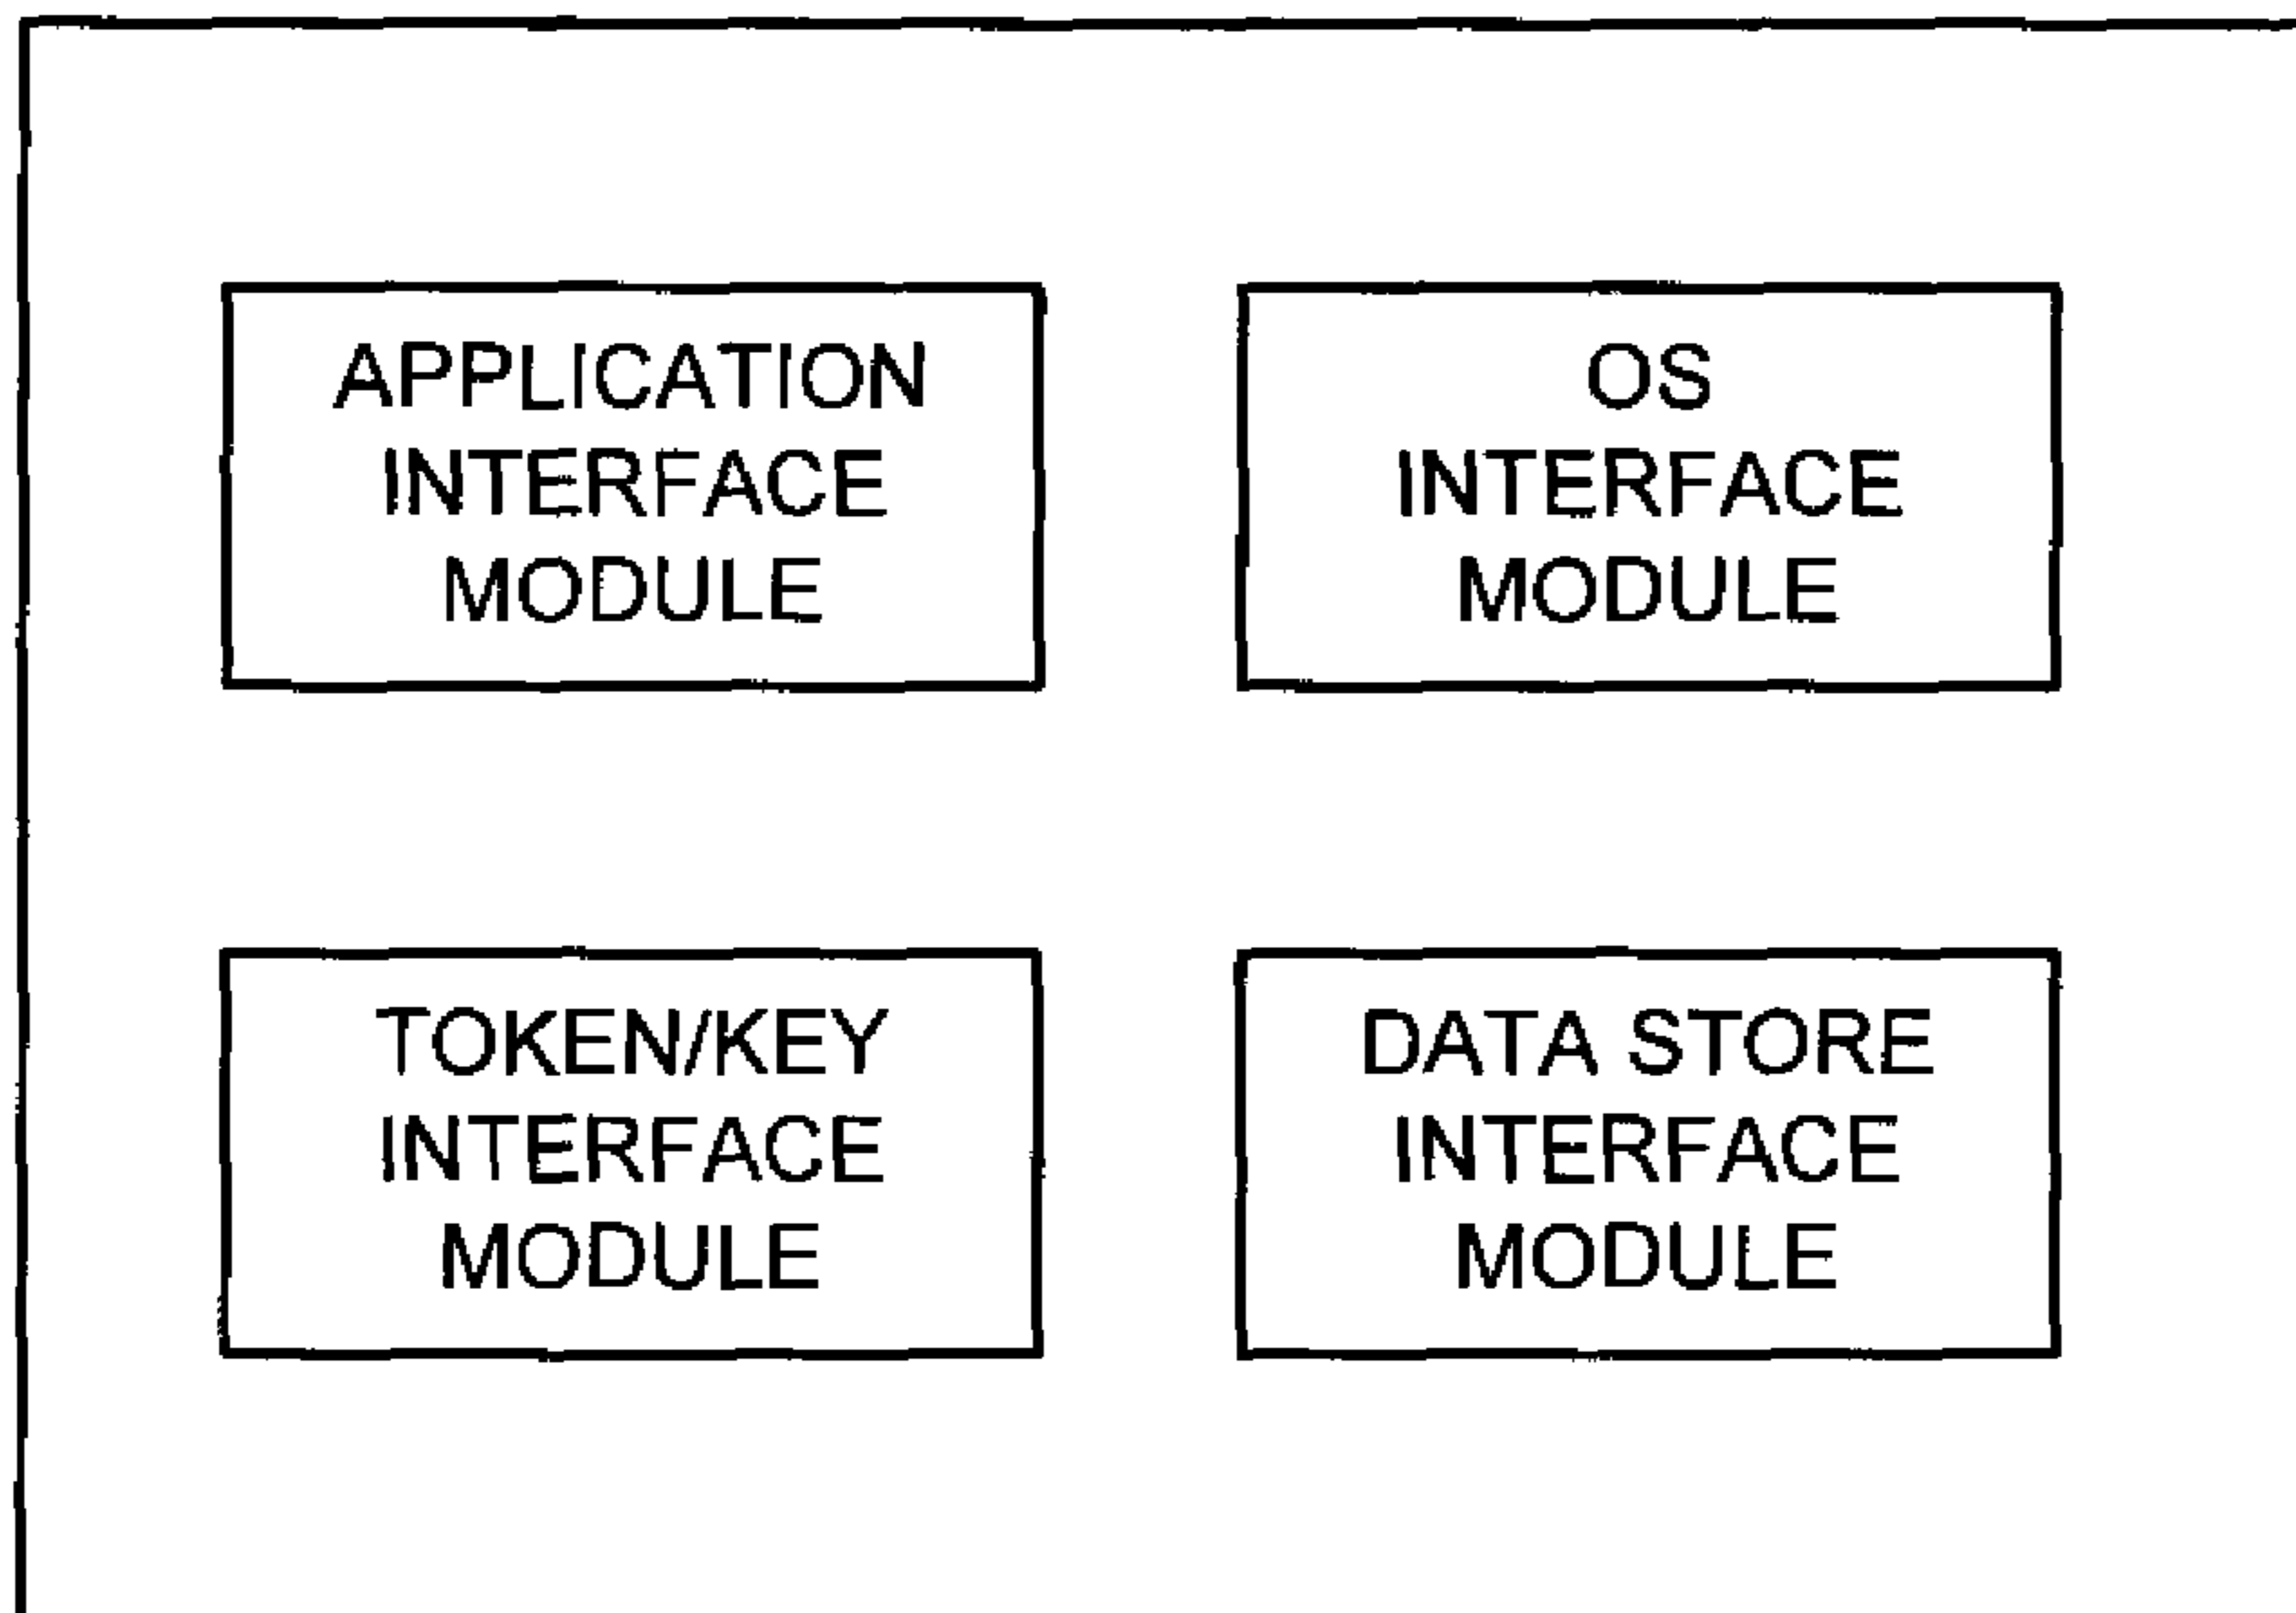 APPLICATION
INTERFACE
MODULE
OS
INTERFACE
MODULE
TOKEN/KEY
INTERFACE
MODULE
DATA STORE
INTERFACE
MODULE